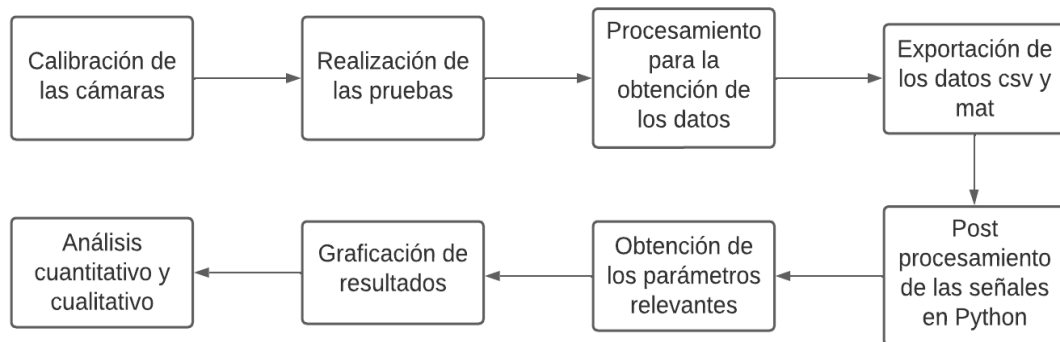 Calibración de
las cámaras
Realización de
las pruebas
Procesamiento
para la
obtención de
los datos
Exportación de
los datos csv y
mat
Post
procesamiento
de las señales
en Python
Obtención de
los parámetros
relevantes
Graficación de
resultados
Análisis
cuantitativo y
cualitativo